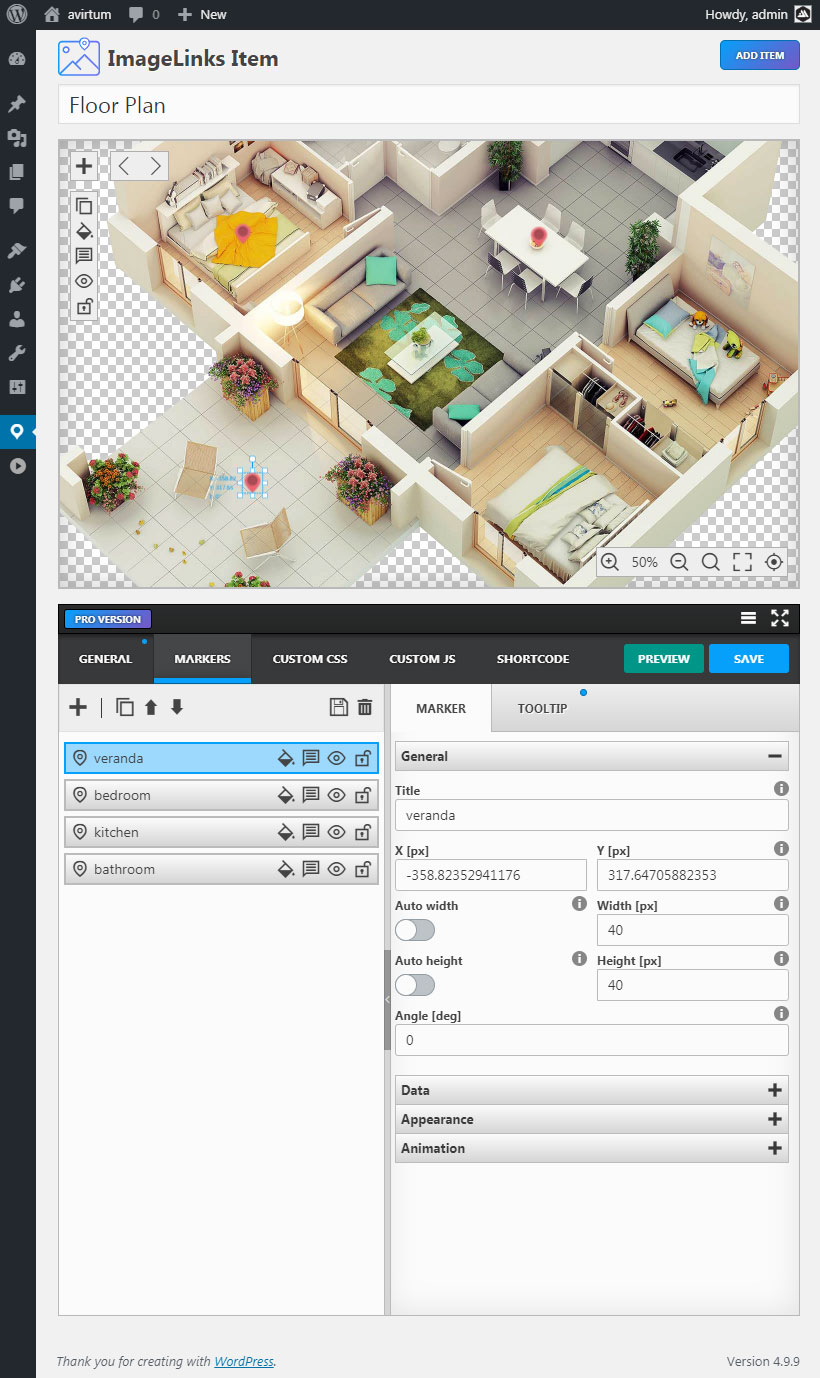 avirtum 0 New Howdy, admin
ImageLinks Item ADD ITEM
Floor Plan
50%
PRO VERSION
GENERAL MARKERS CUSTOM CSS CUSTOM JS SHORTCODE PREVIEW SAVE
MARKER TOOLTIP
veranda
bedroom
kitchen
bathroom
General
Title
veranda
X [px] Y [px]
-358.82352941176 317.64705882353
Auto width Width [px]
40
Auto height Height [px]
40
Angle [deg]
0
Data
Appearance
Animation
Thank you for creating with WordPress. Version 4.9.9